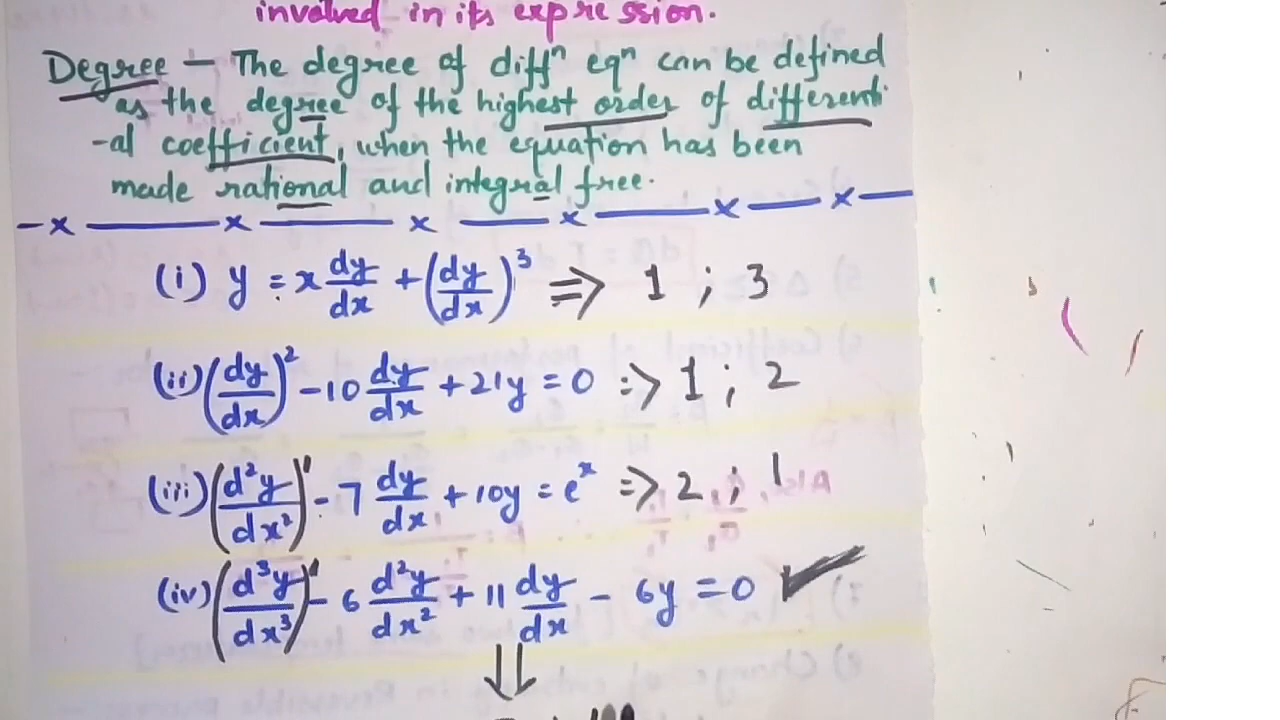 involved in its expression.
Degree – The degree of diffⁿ eqⁿ can be defined
as the degree of the highest order of differenti
-al coefficient, when the equation has been
made rational and integral free.
(i) y = x dy/dx + (dy/dx)³ ⇒ 1 ; 3
(ii) (dy/dx)² - 10 dy/dx + 21y = 0 ⇒ 1 ; 2
(iii) (d²y/dx²)¹ - 7 dy/dx + 10y = eˣ ⇒ 2 ; 1
(iv) (d³y/dx³)¹ - 6 d²y/dx² + 11 dy/dx - 6y = 0 ✓